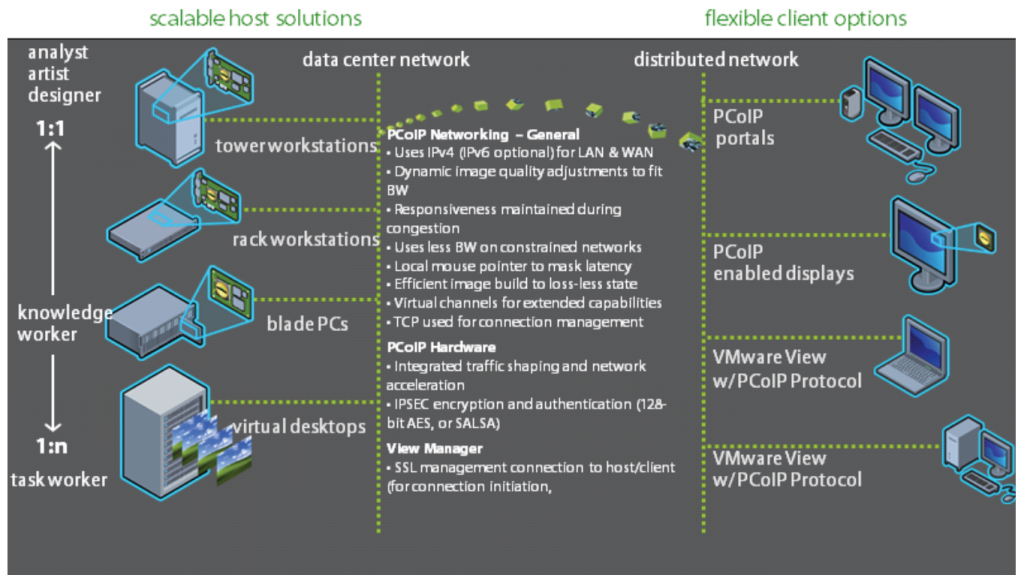 scalable host solutions
flexible client options
analyst
artist
designer
1:1
knowledge
worker
1:n
task worker
data center network
distributed network
tower workstations
rack workstations
blade PCs
virtual desktops
PCoIP Networking – General
• Uses IPv4 (IPv6 optional) for LAN & WAN
• Dynamic image quality adjustments to fit
BW
• Responsiveness maintained during
congestion
• Uses less BW on constrained networks
• Local mouse pointer to mask latency
• Efficient image build to loss-less state
• Virtual channels for extended capabilities
• TCP used for connection management
PCoIP Hardware
• Integrated traffic shaping and network
acceleration
• IPSEC encryption and authentication (128-
bit AES, or SALSA)
View Manager
• SSL management connection to host/client
(for connection initiation,
PCoIP
portals
PCoIP
enabled displays
VMware View
w/PCoIP Protocol
VMware View
w/PCoIP Protocol